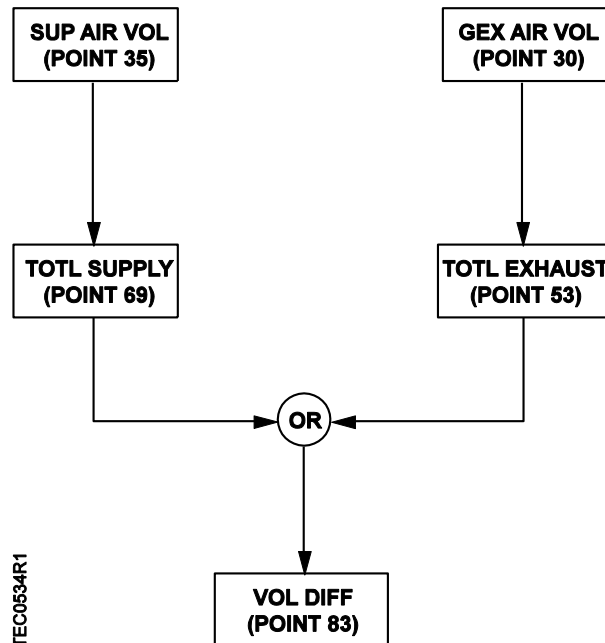 SUP AIR VOL
(POINT 35)
GEX AIR VOL
(POINT 30)
TOTL SUPPLY
(POINT 69)
TOTL EXHAUST
(POINT 53)
OR
VOL DIFF
(POINT 83)
TEC0534R1